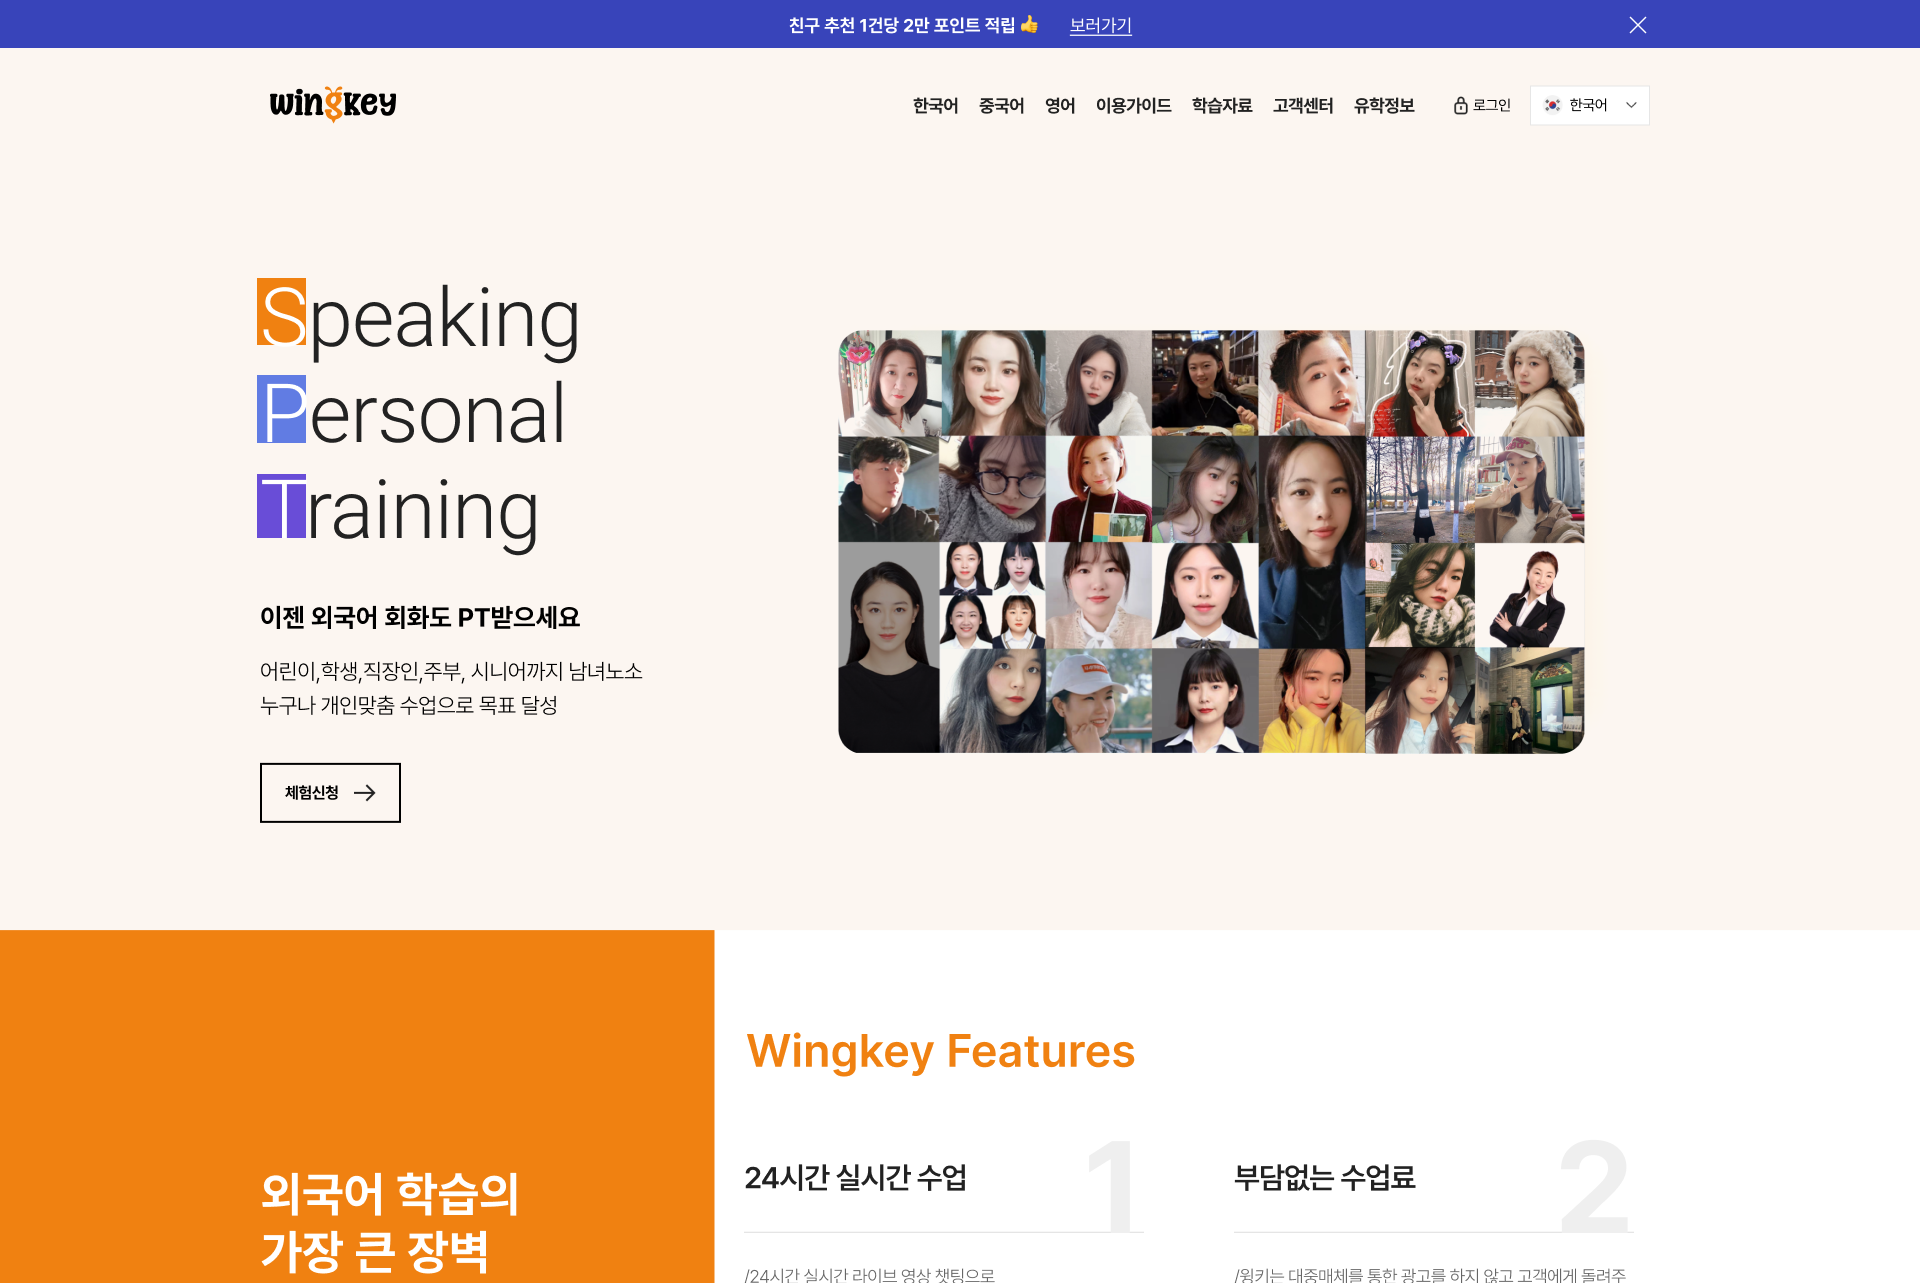 친구 추천 1건당 2만 포인트 적립 👍 보러가기
wingkey
한국어 중국어 영어 이용가이드 학습자료 고객센터 유학정보 로그인 한국어
Speaking
Personal
Training
이젠 외국어 회화도 PT받으세요
어린이,학생,직장인,주부, 시니어까지 남녀노소
누구나 개인맞춤 수업으로 목표 달성
체험신청
Wingkey Features
외국어 학습의
가장 큰 장벽
24시간 실시간 수업 1
/24시간 실시간 라이브 영상 챗팅으로
부담없는 수업료 2
/윙키는 대중매체를 통한 광고를 하지 않고 고객에게 돌려주